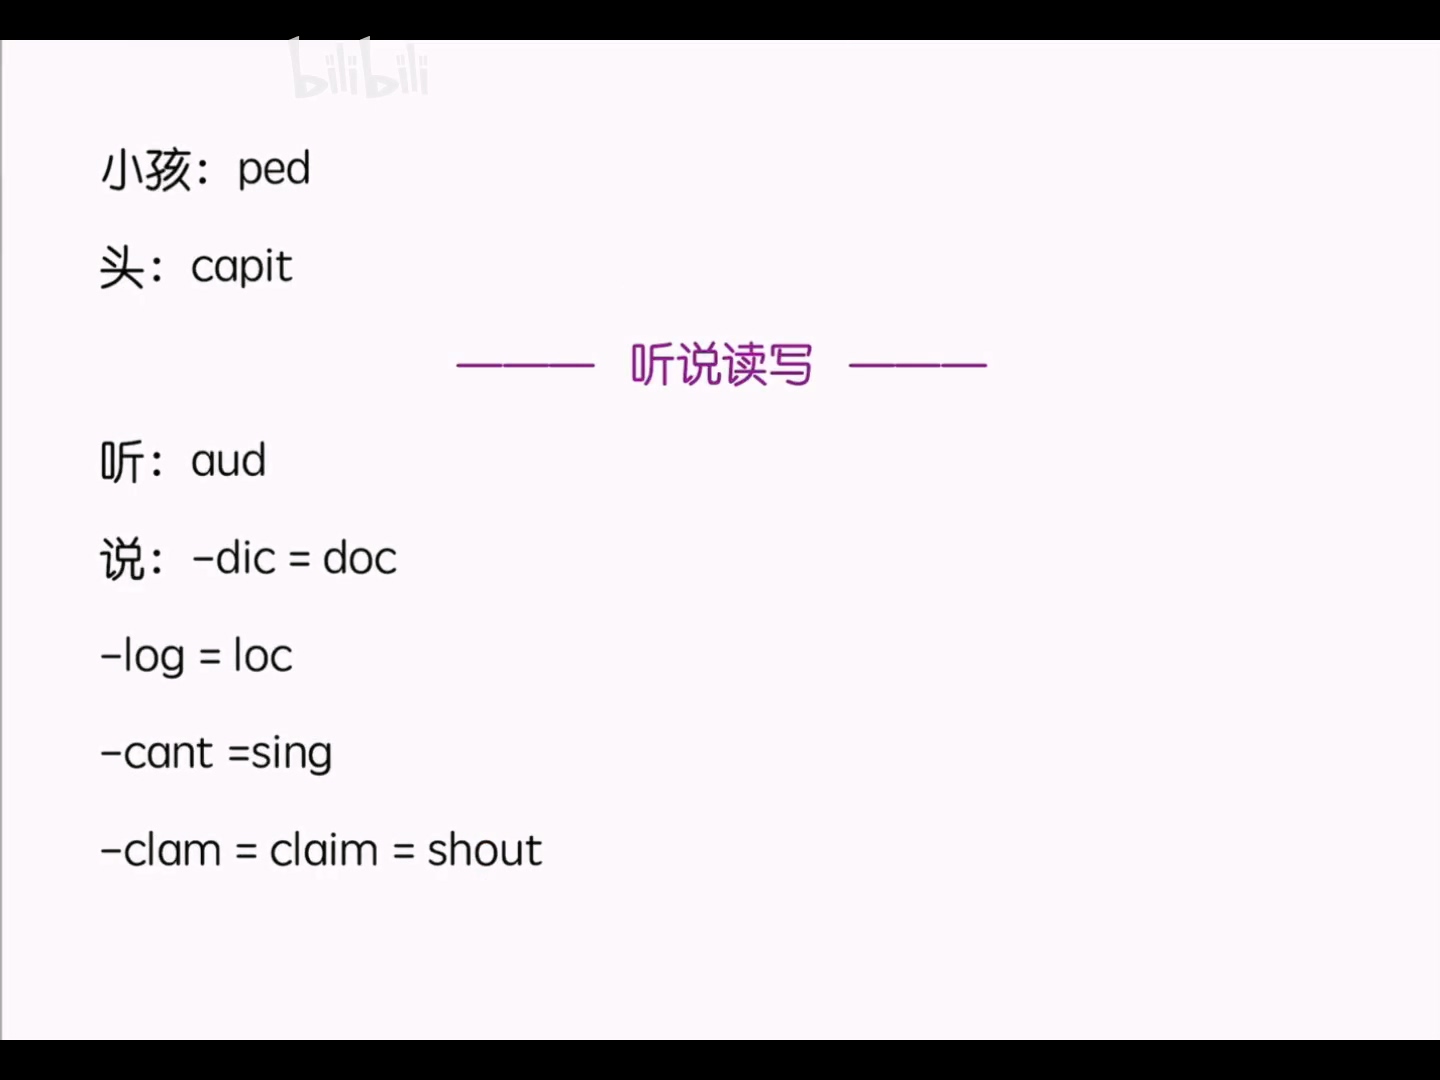 bilibili
小孩：ped
头：capit
——— 听说读写 ———
听：aud
说：-dic = doc
-log = loc
-cant =sing
-clam = claim = shout